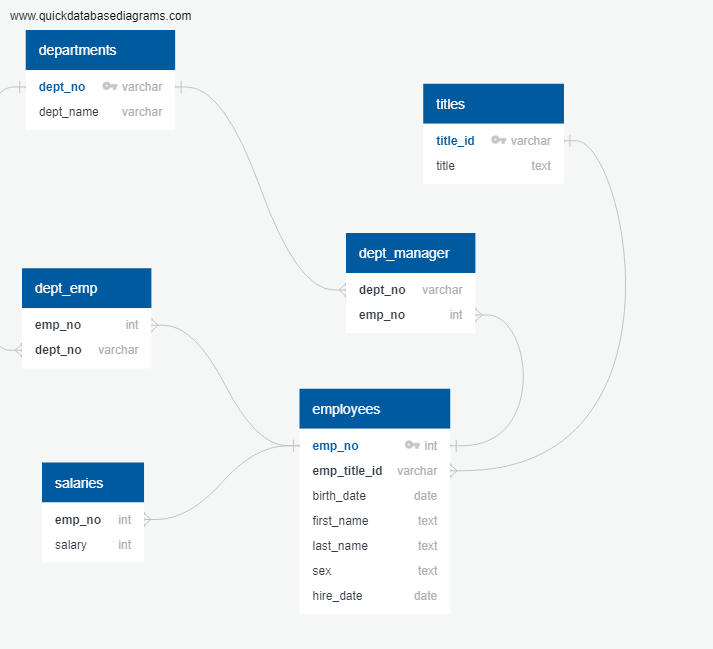 www.quickdatabasediagrams.com
departments
dept_no varchar
dept_name varchar
titles
title_id varchar
title text
dept_manager
dept_no varchar
emp_no int
dept_emp
emp_no int
dept_no varchar
employees
emp_no int
emp_title_id varchar
birth_date date
first_name text
last_name text
sex text
hire_date date
salaries
emp_no int
salary int